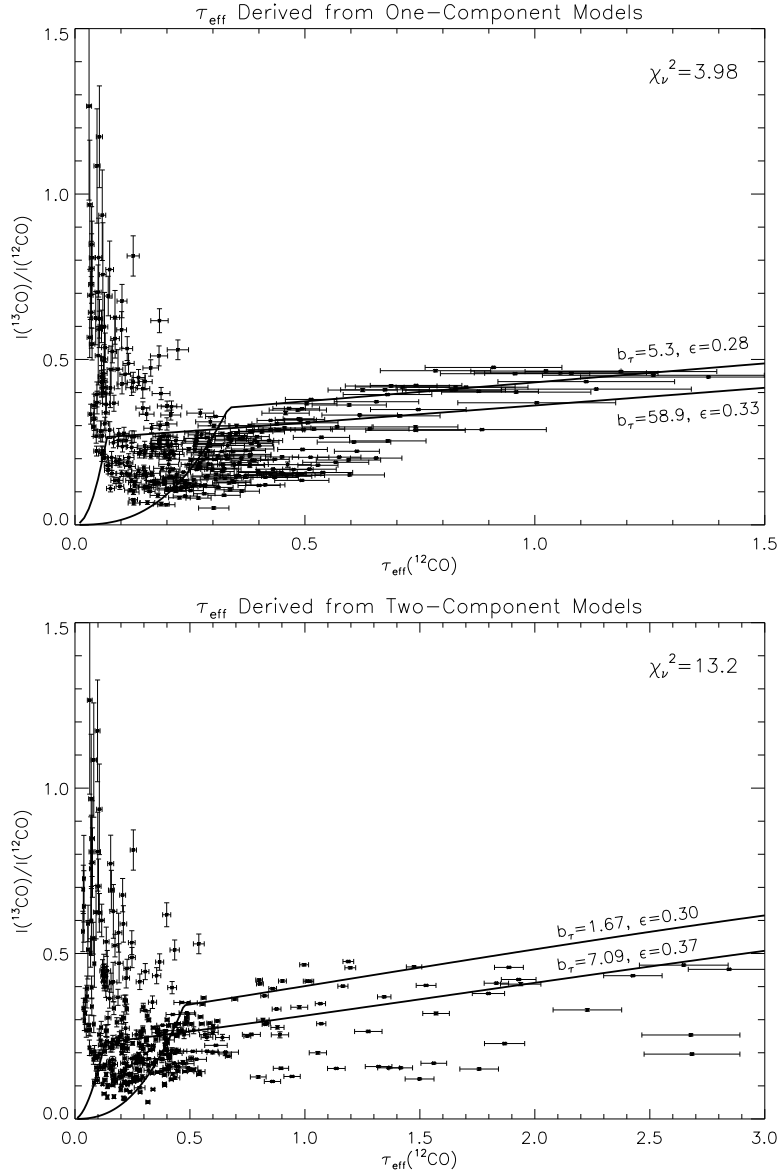 τeff Derived from One-Component Models
χν²=3.98
1.5
1.0
0.5
0.0
I(¹³CO)/I(¹²CO)
bτ=5.3, ϵ=0.28
bτ=58.9, ϵ=0.33
0.0 0.5 1.0 1.5
τeff(¹²CO)
τeff Derived from Two-Component Models
χν²=13.2
1.5
1.0
0.5
0.0
I(¹³CO)/I(¹²CO)
bτ=1.67, ϵ=0.30
bτ=7.09, ϵ=0.37
0.0 0.5 1.0 1.5 2.0 2.5 3.0
τeff(¹²CO)